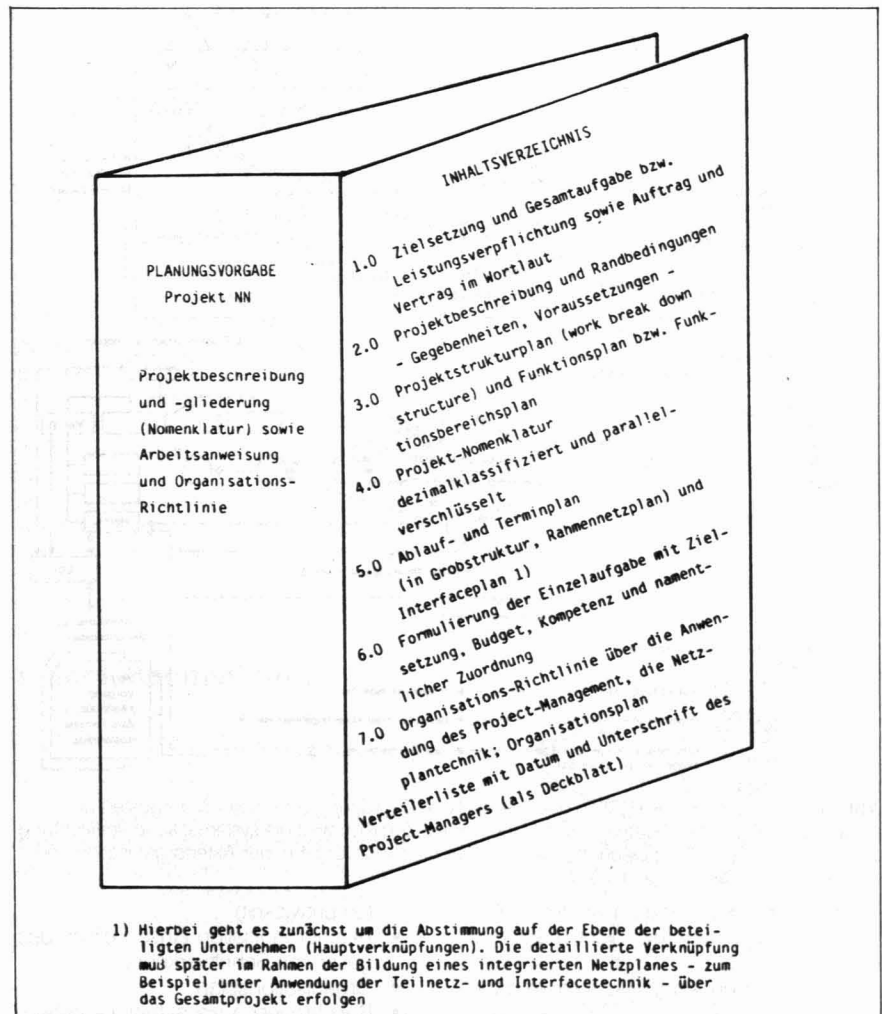 PLANUNGSVORGABE
Projekt NN
Projektbeschreibung
und -gliederung
(Nomenklatur) sowie
Arbeitsanweisung
und Organisations-
Richtlinie
INHALTSVERZEICHNIS
1.0 Zielsetzung und Gesamtaufgabe bzw.
Leistungsverpflichtung sowie Auftrag und
Vertrag im Wortlaut
2.0 Projektbeschreibung und Randbedingungen
- Gegebenheiten, Voraussetzungen -
3.0 Projektstrukturplan (work break down
structure) und Funktionsplan bzw. Funk-
tionsbereichsplan
4.0 Projekt-Nomenklatur
dezimalklassifiziert und parallel-
verschlüsselt
5.0 Ablauf- und Terminplan
(in Grobstruktur, Rahmennetzplan) und
Interfaceplan 1)
6.0 Formulierung der Einzelaufgabe mit Ziel-
setzung, Budget, Kompetenz und nament-
licher Zuordnung
7.0 Organisations-Richtlinie über die Anwen-
dung des Project-Management, die Netz-
plantechnik; Organisationsplan
Verteilerliste mit Datum und Unterschrift des
Project-Managers (als Deckblatt)
1) Hierbei geht es zunächst um die Abstimmung auf der Ebene der betei-
ligten Unternehmen (Hauptverknüpfungen). Die detaillierte Verknüpfung
muß später im Rahmen der Bildung eines integrierten Netzplanes - zum
Beispiel unter Anwendung der Teilnetz- und Interfacetechnik - über
das Gesamtprojekt erfolgen